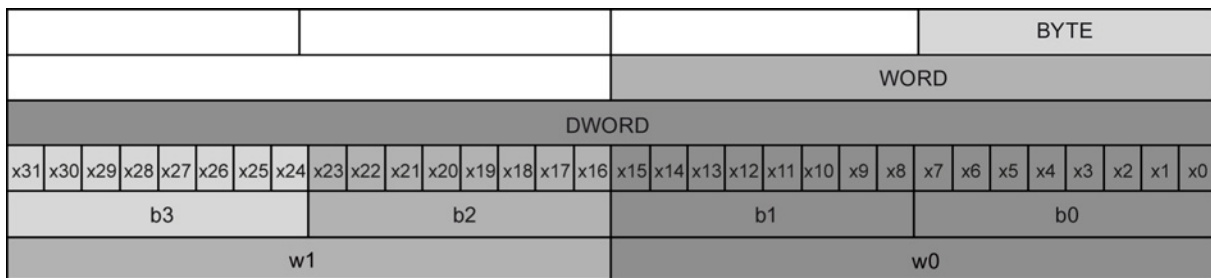 BYTE
WORD
DWORD
x31 x30 x29 x28 x27 x26 x25 x24 x23 x22 x21 x20 x19 x18 x17 x16 x15 x14 x13 x12 x11 x10 x9 x8 x7 x6 x5 x4 x3 x2 x1 x0
b3 b2 b1 b0
w1 w0